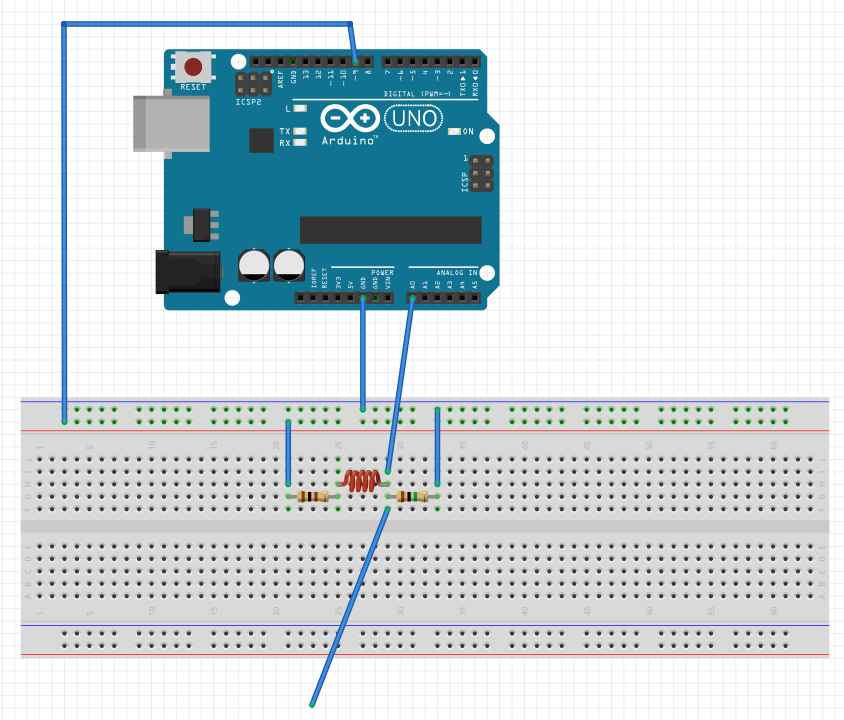 RESET
ICSP2
AREF
GND
13
12
~11
~10
~9
8
7
~6
~5
4
~3
2
TXD▶1
RXD◀0
DIGITAL (PWM=~)
L
TX
RX
UNO
ON
Arduino™
1
ICSP
POWER
ANALOG IN
IOREF
RESET
3V3
5V
GND
GND
VIN
A0
A1
A2
A3
A4
A5
1 5 10 15 20 25 30 35 40 45 50 55 60
J J
I I
H H
G G
F F
E E
D D
C C
B B
A A
1 5 10 15 20 25 30 35 40 45 50 55 60